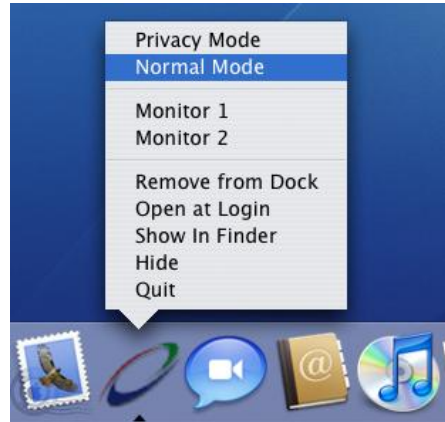 Privacy Mode
Normal Mode
Monitor 1
Monitor 2
Remove from Dock
Open at Login
Show In Finder
Hide
Quit
@